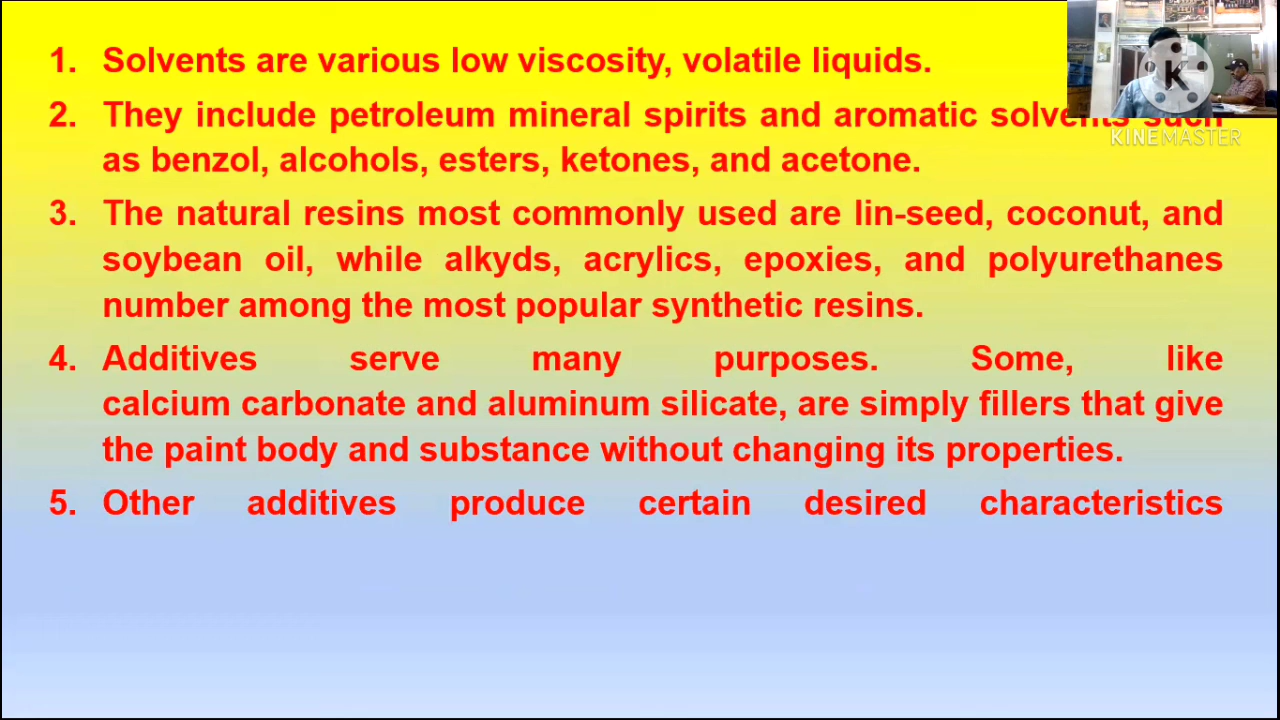 1. Solvents are various low viscosity, volatile liquids.
2. They include petroleum mineral spirits and aromatic solvents such
as benzol, alcohols, esters, ketones, and acetone.
3. The natural resins most commonly used are lin-seed, coconut, and
soybean oil, while alkyds, acrylics, epoxies, and polyurethanes
number among the most popular synthetic resins.
4. Additives serve many purposes. Some, like
calcium carbonate and aluminum silicate, are simply fillers that give
the paint body and substance without changing its properties.
5. Other additives produce certain desired characteristics
K
KINEMASTER